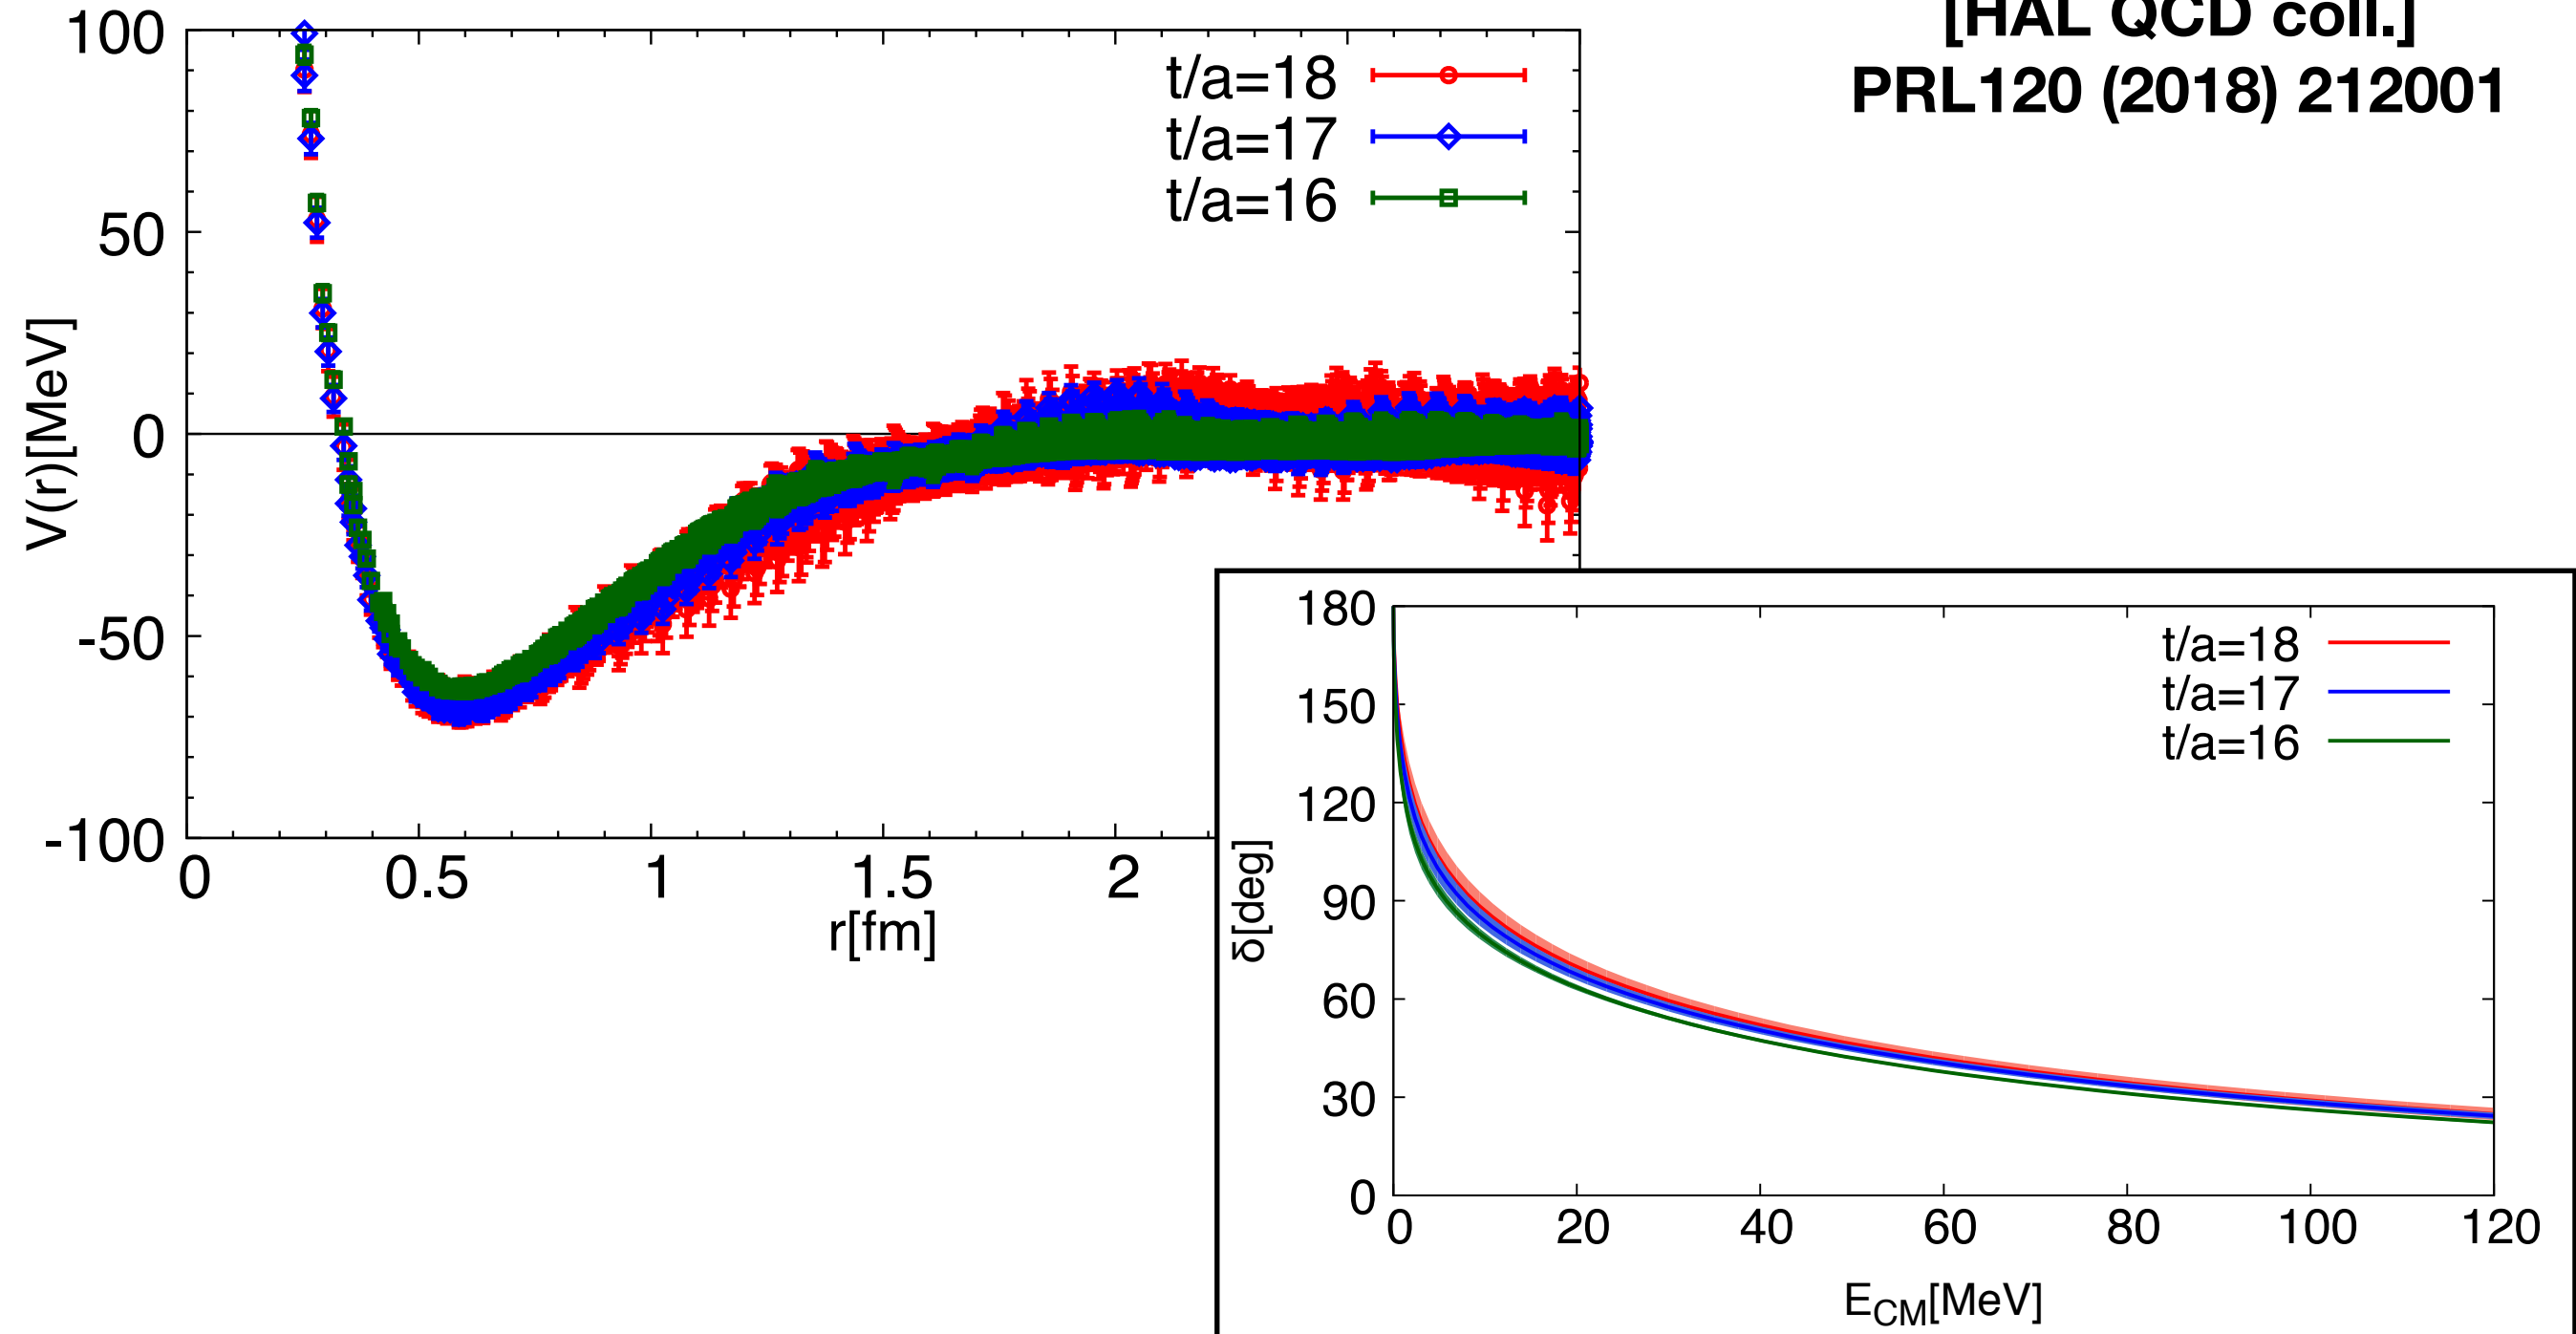 [HAL QCD coll.]
PRL120 (2018) 212001
100
50
0
-50
-100
V(r)[MeV]
t/a=18
t/a=17
t/a=16
0 0.5 1 1.5 2
r[fm]
180
150
120
90
60
30
0
δ[deg]
t/a=18
t/a=17
t/a=16
0 20 40 60 80 100 120
E_CM[MeV]